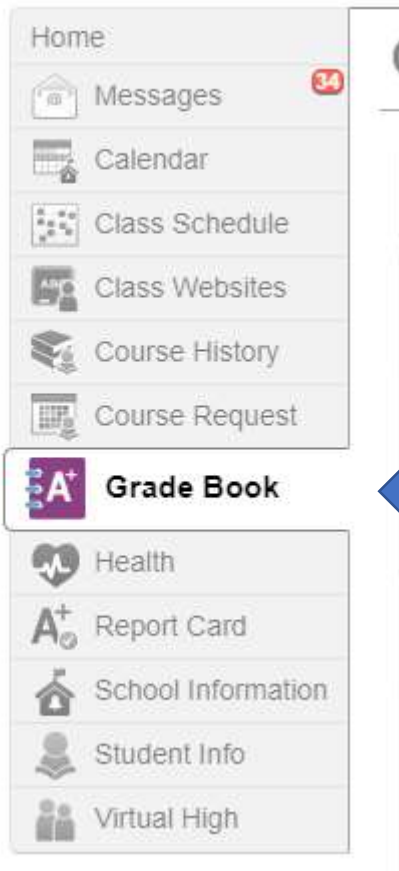 Home
Messages 34
Calendar
Class Schedule
Class Websites
Course History
Course Request
A+ Grade Book
Health
A+ Report Card
School Information
Student Info
Virtual High